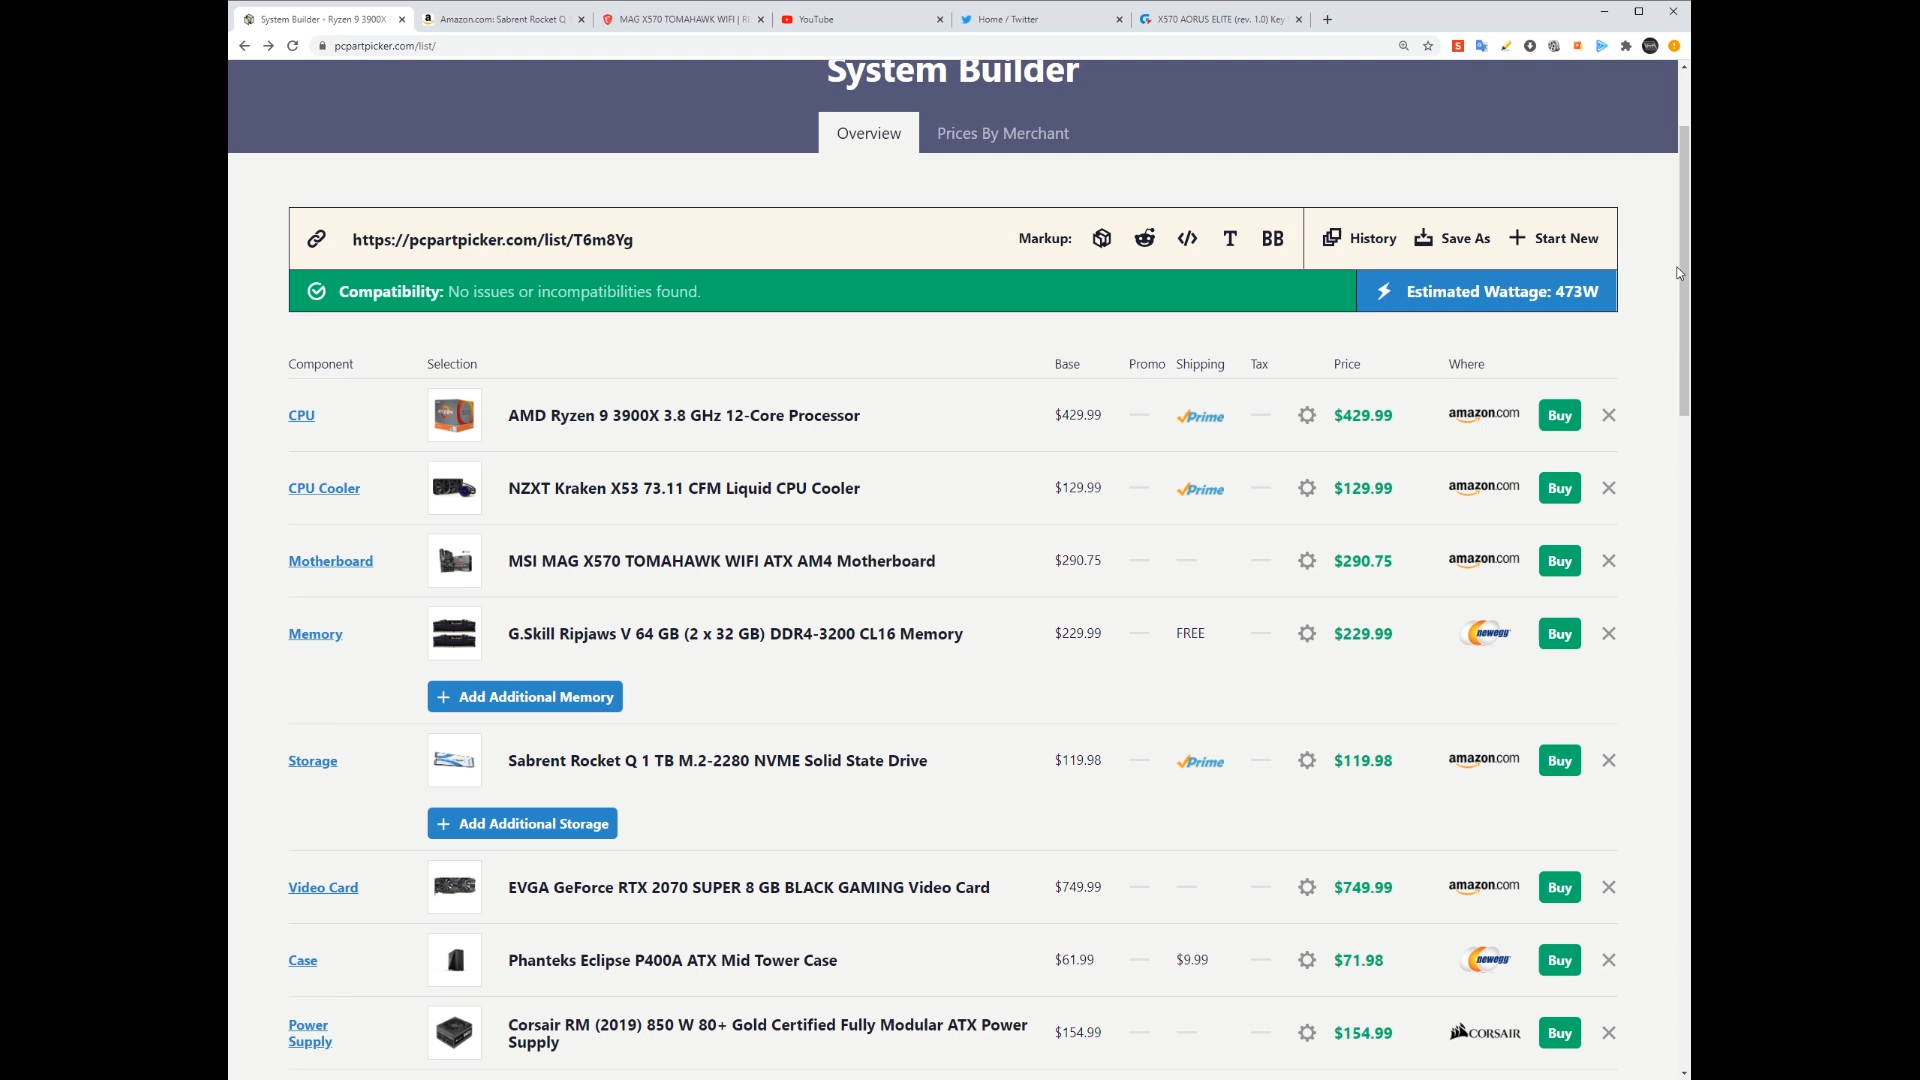 System Builder - Ryzen 9 3900X
Amazon.com: Sabrent Rocket Q
MAG X570 TOMAHAWK WIFI |
YouTube
Home / Twitter
X570 AORUS ELITE (rev. 1.0) Key
pcpartpicker.com/list/
System Builder
Overview
Prices By Merchant
https://pcpartpicker.com/list/T6m8Yg
Markup:
T
BB
History
Save As
Start New
Compatibility: No issues or incompatibilities found.
Estimated Wattage: 473W
Component Selection Base Promo Shipping Tax Price Where
CPU AMD Ryzen 9 3900X 3.8 GHz 12-Core Processor $429.99 Prime $429.99 amazon.com Buy
CPU Cooler NZXT Kraken X53 73.11 CFM Liquid CPU Cooler $129.99 Prime $129.99 amazon.com Buy
Motherboard MSI MAG X570 TOMAHAWK WIFI ATX AM4 Motherboard $290.75 $290.75 amazon.com Buy
Memory G.Skill Ripjaws V 64 GB (2 x 32 GB) DDR4-3200 CL16 Memory $229.99 FREE $229.99 newegg Buy
+ Add Additional Memory
Storage Sabrent Rocket Q 1 TB M.2-2280 NVME Solid State Drive $119.98 Prime $119.98 amazon.com Buy
+ Add Additional Storage
Video Card EVGA GeForce RTX 2070 SUPER 8 GB BLACK GAMING Video Card $749.99 $749.99 amazon.com Buy
Case Phanteks Eclipse P400A ATX Mid Tower Case $61.99 $9.99 $71.98 newegg Buy
Power Supply
Corsair RM (2019) 850 W 80+ Gold Certified Fully Modular ATX Power
Supply
$154.99 $154.99 CORSAIR Buy